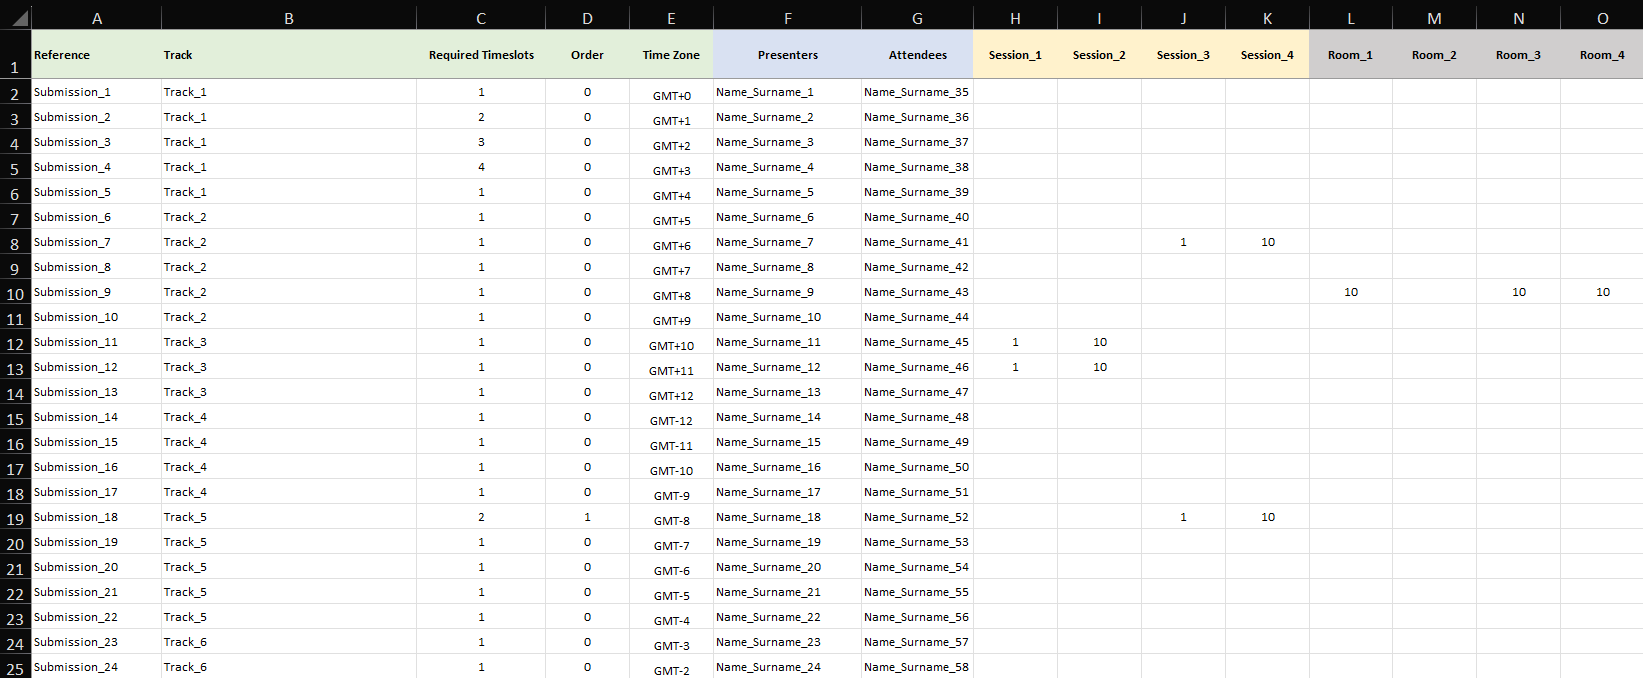 A B C D E F G H I J K L M N O
1 Reference Track Required Timeslots Order Time Zone Presenters Attendees Session_1 Session_2 Session_3 Session_4 Room_1 Room_2 Room_3 Room_4
2 Submission_1 Track_1 1 0 GMT+0 Name_Surname_1 Name_Surname_35
3 Submission_2 Track_1 2 0 GMT+1 Name_Surname_2 Name_Surname_36
4 Submission_3 Track_1 3 0 GMT+2 Name_Surname_3 Name_Surname_37
5 Submission_4 Track_1 4 0 GMT+3 Name_Surname_4 Name_Surname_38
6 Submission_5 Track_1 1 0 GMT+4 Name_Surname_5 Name_Surname_39
7 Submission_6 Track_2 1 0 GMT+5 Name_Surname_6 Name_Surname_40
8 Submission_7 Track_2 1 0 GMT+6 Name_Surname_7 Name_Surname_41 1 10
9 Submission_8 Track_2 1 0 GMT+7 Name_Surname_8 Name_Surname_42
10 Submission_9 Track_2 1 0 GMT+8 Name_Surname_9 Name_Surname_43 10 10 10
11 Submission_10 Track_2 1 0 GMT+9 Name_Surname_10 Name_Surname_44
12 Submission_11 Track_3 1 0 GMT+10 Name_Surname_11 Name_Surname_45 1 10
13 Submission_12 Track_3 1 0 GMT+11 Name_Surname_12 Name_Surname_46 1 10
14 Submission_13 Track_3 1 0 GMT+12 Name_Surname_13 Name_Surname_47
15 Submission_14 Track_4 1 0 GMT-12 Name_Surname_14 Name_Surname_48
16 Submission_15 Track_4 1 0 GMT-11 Name_Surname_15 Name_Surname_49
17 Submission_16 Track_4 1 0 GMT-10 Name_Surname_16 Name_Surname_50
18 Submission_17 Track_4 1 0 GMT-9 Name_Surname_17 Name_Surname_51
19 Submission_18 Track_5 2 1 GMT-8 Name_Surname_18 Name_Surname_52 1 10
20 Submission_19 Track_5 1 0 GMT-7 Name_Surname_19 Name_Surname_53
21 Submission_20 Track_5 1 0 GMT-6 Name_Surname_20 Name_Surname_54
22 Submission_21 Track_5 1 0 GMT-5 Name_Surname_21 Name_Surname_55
23 Submission_22 Track_5 1 0 GMT-4 Name_Surname_22 Name_Surname_56
24 Submission_23 Track_6 1 0 GMT-3 Name_Surname_23 Name_Surname_57
25 Submission_24 Track_6 1 0 GMT-2 Name_Surname_24 Name_Surname_58